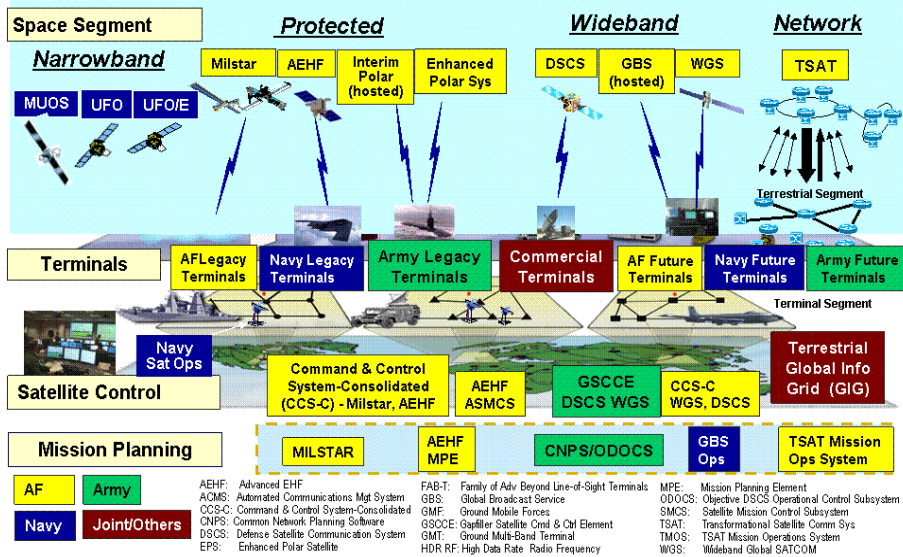 Space Segment
Protected
Wideband
Network
Narrowband
Milstar
AEHF
Interim
Polar
(hosted)
Enhanced
Polar Sys
DSCS
GBS
(hosted)
WGS
TSAT
MUOS
UFO
UFO/E
Terrestrial Segment
Terminals
AFLegacy
Terminals
Navy Legacy
Terminals
Army Legacy
Terminals
Commercial
Terminals
AF Future
Terminals
Navy Future
Terminals
Army Future
Terminals
Terminal Segment
Navy
Sat Ops
Satellite Control
Command & Control
System-Consolidated
(CCS-C) - Milstar, AEHF
AEHF
ASMCS
GSCCE
DSCS WGS
CCS-C
WGS, DSCS
Terrestrial
Global Info
Grid (GIG)
Mission Planning
MILSTAR
AEHF
MPE
CNPS/ODOCS
GBS
Ops
TSAT Mission
Ops System
AF
Army
Navy
Joint/Others
AEHF: Advanced EHF
ACMS: Automated Communications Mgt System
CCS-C: Command & Control System-Consolidated
CNPS: Common Network Planning Software
DSCS: Defense Satellite Communication System
EPS: Enhanced Polar Satellite
FAB-T: Family of Adv Beyond Line-of-Sight Terminals
GBS: Global Broadcast Service
GMF: Ground Mobile Forces
GSCCE: Gapfiller Satellite Cmd & Ctrl Element
GMT: Ground Multi-Band Terminal
HDR RF: High Data Rate Radio Frequency
MPE: Mission Planning Element
ODOCS: Objective DSCS Operational Control Subsystem
SMCS: Satellite Mission Control Subsystem
TSAT: Transformational Satellite Comm Sys
TMOS: TSAT Mission Operations System
WGS: Wideband Global SATCOM